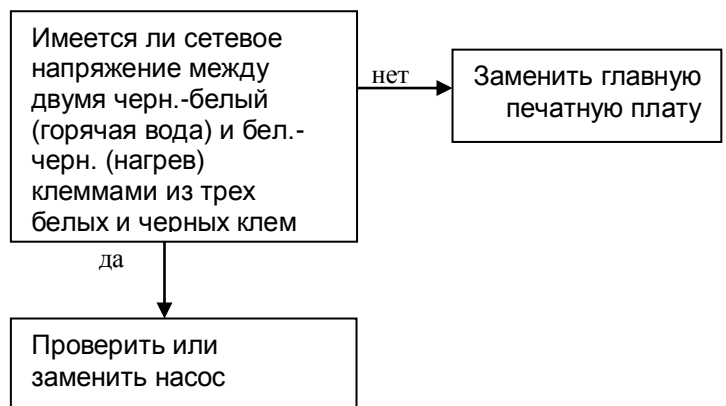 Имеется ли сетевое
напряжение между
двумя черн.-белый
(горячая вода) и бел.-
черн. (нагрев)
клеммами из трех
белых и черных клем
нет
Заменить главную
печатную плату
да
Проверить или
заменить насос